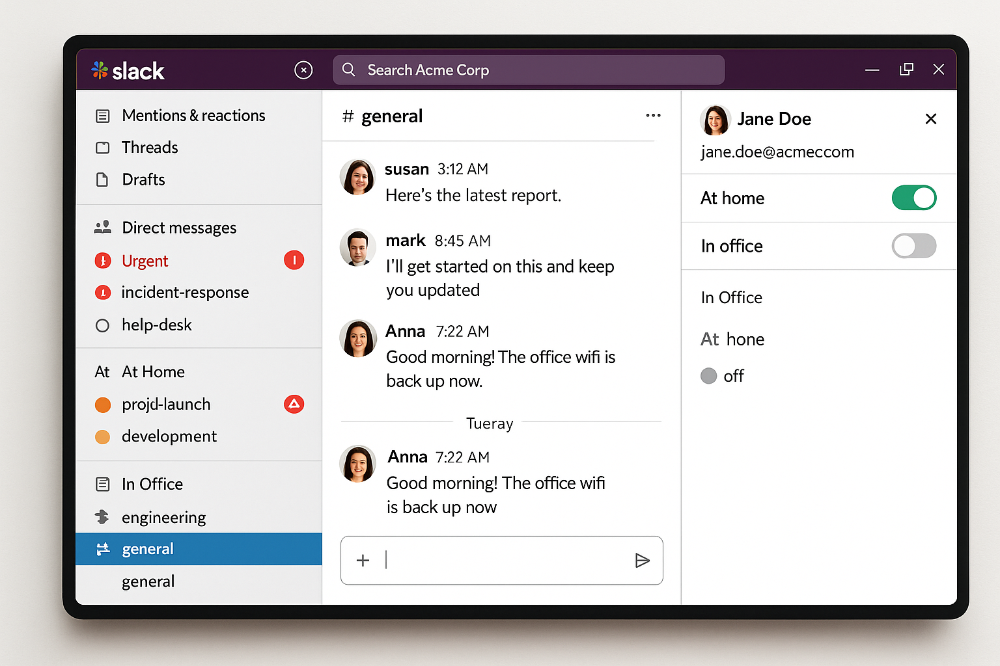 slack
Search Acme Corp
Mentions & reactions
Threads
Drafts
Direct messages
Urgent
incident-response
help-desk
At At Home
projd-launch
development
In Office
engineering
general
general
# general
susan 3:12 AM
Here's the latest report.
mark 8:45 AM
I'll get started on this and keep
you updated
Anna 7:22 AM
Good morning! The office wifi is
back up now.
Tueray
Anna 7:22 AM
Good morning! The office wifi
is back up now
Jane Doe
jane.doe@acmeccom
At home
In office
In Office
At hone
off